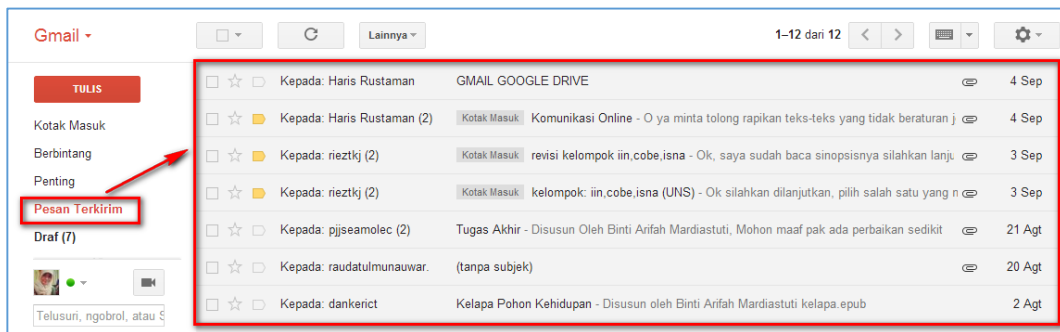 Gmail
Lainnya
1–12 dari 12
TULIS
Kotak Masuk
Berbintang
Penting
Pesan Terkirim
Draf (7)
Telusuri, ngobrol, atau S
Kepada: Haris Rustaman GMAIL GOOGLE DRIVE 4 Sep
Kepada: Haris Rustaman (2) Kotak Masuk Komunikasi Online - O ya minta tolong rapikan teks-teks yang tidak beraturan j 4 Sep
Kepada: rieztkj (2) Kotak Masuk revisi kelompok iin,cobe,isna - Ok, saya sudah baca sinopsisnya silahkan lanju 3 Sep
Kepada: rieztkj (2) Kotak Masuk kelompok: iin,cobe,isna (UNS) - Ok silahkan dilanjutkan, pilih salah satu yang n 3 Sep
Kepada: pjjseamolec (2) Tugas Akhir - Disusun Oleh Binti Arifah Mardiastuti, Mohon maaf pak ada perbaikan sedikit 21 Agt
Kepada: raudatulmunauwar. (tanpa subjek) 20 Agt
Kepada: dankerict Kelapa Pohon Kehidupan - Disusun oleh Binti Arifah Mardiastuti kelapa.epub 2 Agt